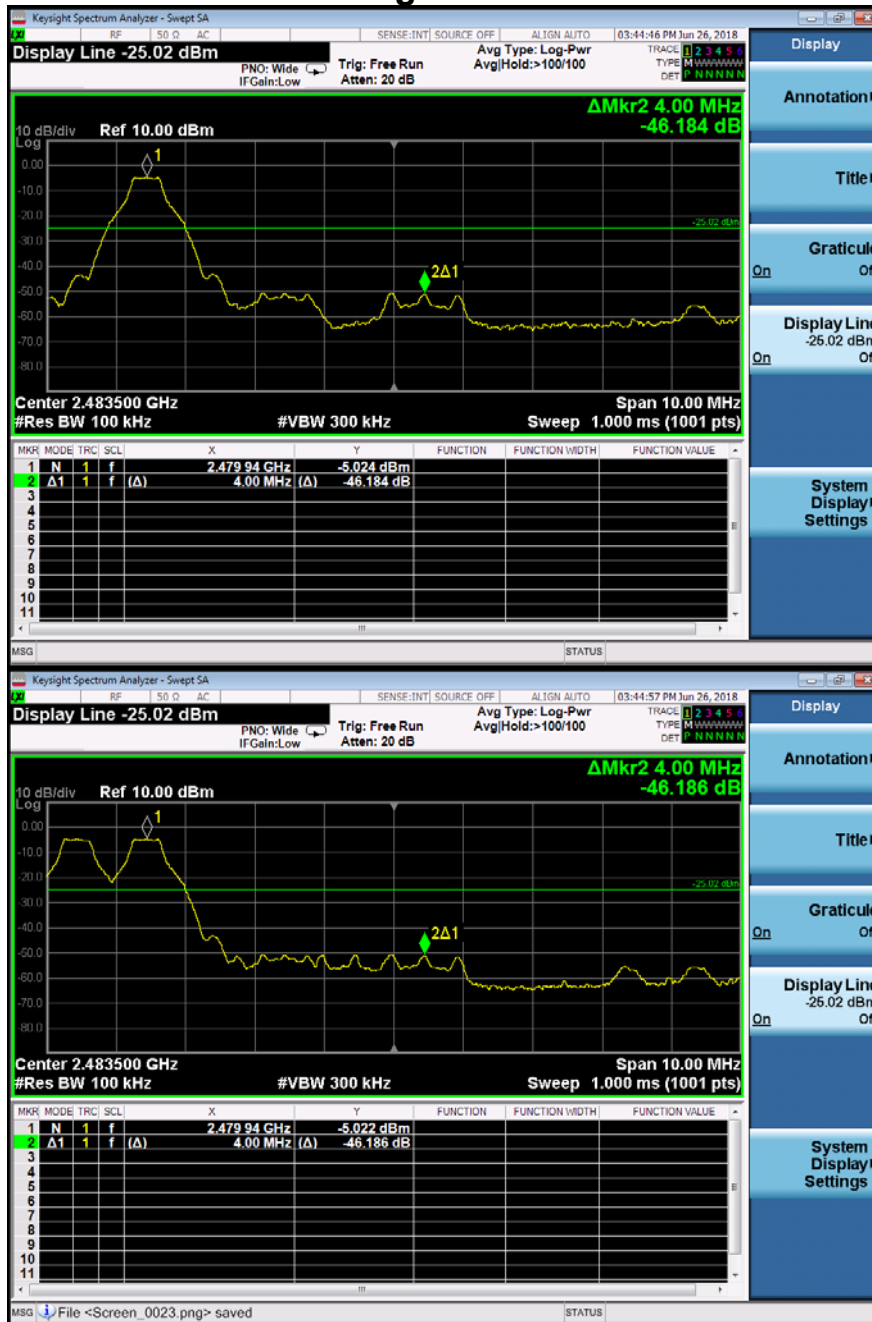 g
Keysight Spectrum Analyzer - Swept SA
LXI RF 50 Ω AC SENSE:INT SOURCE OFF ALIGN AUTO 03:44:46 PM Jun 26, 2018
Display Line -25.02 dBm
PNO: Wide
IFGain:Low
Trig: Free Run
Atten: 20 dB
Avg Type: Log-Pwr
Avg|Hold:>100/100
TRACE 1 2 3 4 5 6
TYPE M W W W W W
DET P N N N N N
ΔMkr2 4.00 MHz
-46.184 dB
10 dB/div Ref 10.00 dBm
Log
0.00
-10.0
-20.0
-30.0
-40.0
-50.0
-60.0
-70.0
-80.0
1
-25.02 dBm
2Δ1
Center 2.483500 GHz Span 10.00 MHz
#Res BW 100 kHz #VBW 300 kHz Sweep 1.000 ms (1001 pts)
MKR MODE TRC SCL X Y FUNCTION FUNCTION WIDTH FUNCTION VALUE
1 N 1 f 2.479 94 GHz -5.024 dBm
2 Δ1 1 f (Δ) 4.00 MHz (Δ) -46.184 dB
3
4
5
6
7
8
9
10
11
MSG STATUS
Display
Annotation
Title
Graticule
On Of
Display Line
-25.02 dBm
On Of
System
Display
Settings
Keysight Spectrum Analyzer - Swept SA
LXI RF 50 Ω AC SENSE:INT SOURCE OFF ALIGN AUTO 03:44:57 PM Jun 26, 2018
Display Line -25.02 dBm
PNO: Wide
IFGain:Low
Trig: Free Run
Atten: 20 dB
Avg Type: Log-Pwr
Avg|Hold:>100/100
TRACE 1 2 3 4 5 6
TYPE M W W W W W
DET P N N N N N
ΔMkr2 4.00 MHz
-46.186 dB
10 dB/div Ref 10.00 dBm
Log
0.00
-10.0
-20.0
-30.0
-40.0
-50.0
-60.0
-70.0
-80.0
1
-25.02 dBm
2Δ1
Center 2.483500 GHz Span 10.00 MHz
#Res BW 100 kHz #VBW 300 kHz Sweep 1.000 ms (1001 pts)
MKR MODE TRC SCL X Y FUNCTION FUNCTION WIDTH FUNCTION VALUE
1 N 1 f 2.479 94 GHz -5.022 dBm
2 Δ1 1 f (Δ) 4.00 MHz (Δ) -46.186 dB
3
4
5
6
7
8
9
10
11
MSG File <Screen_0023.png> saved STATUS
Display
Annotation
Title
Graticule
On Of
Display Line
-25.02 dBm
On Of
System
Display
Settings